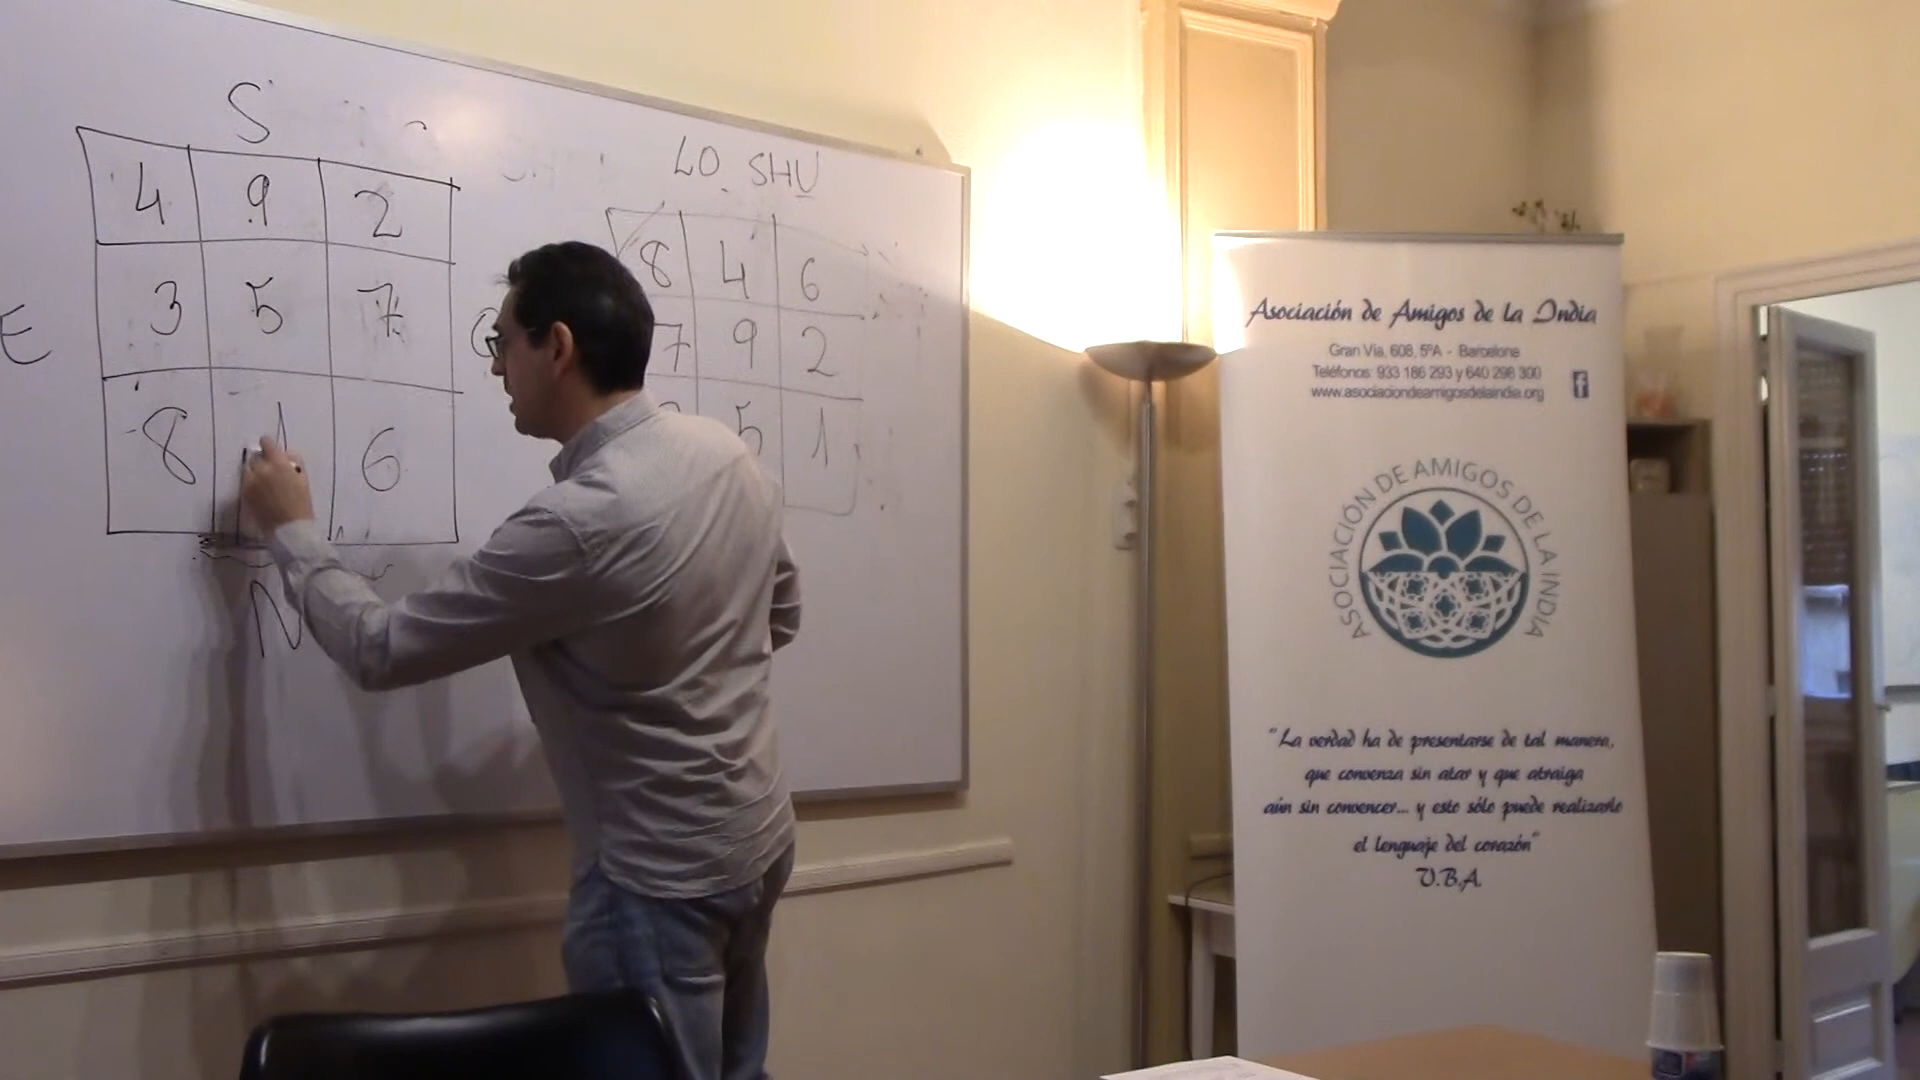 S
4 9 2
3 5 7
8 1 6
E
N
LO SHU
8 4 6
7 9 2
5 1
Asociación de Amigos de la India
Gran Vía, 608, 5ºA - Barcelona
Teléfonos: 933 186 293 y 640 298 300
www.asociaciondeamigosdelaindia.org
f
ASOCIACIÓN DE AMIGOS DE LA INDIA
"La verdad ha de presentarse de tal manera,
que convenza sin atar y que atraiga
aún sin convencer... y esto sólo puede realizarlo
el lenguaje del corazón"
V.B.A.